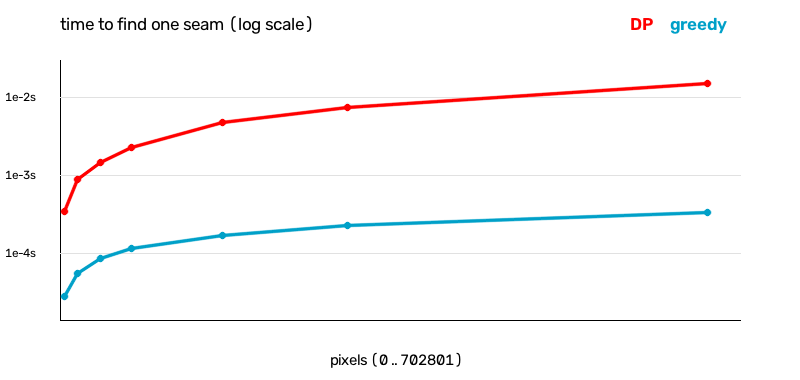 time to find one seam (log scale)
DP greedy
1e-2s
1e-3s
1e-4s
pixels (0..702801)